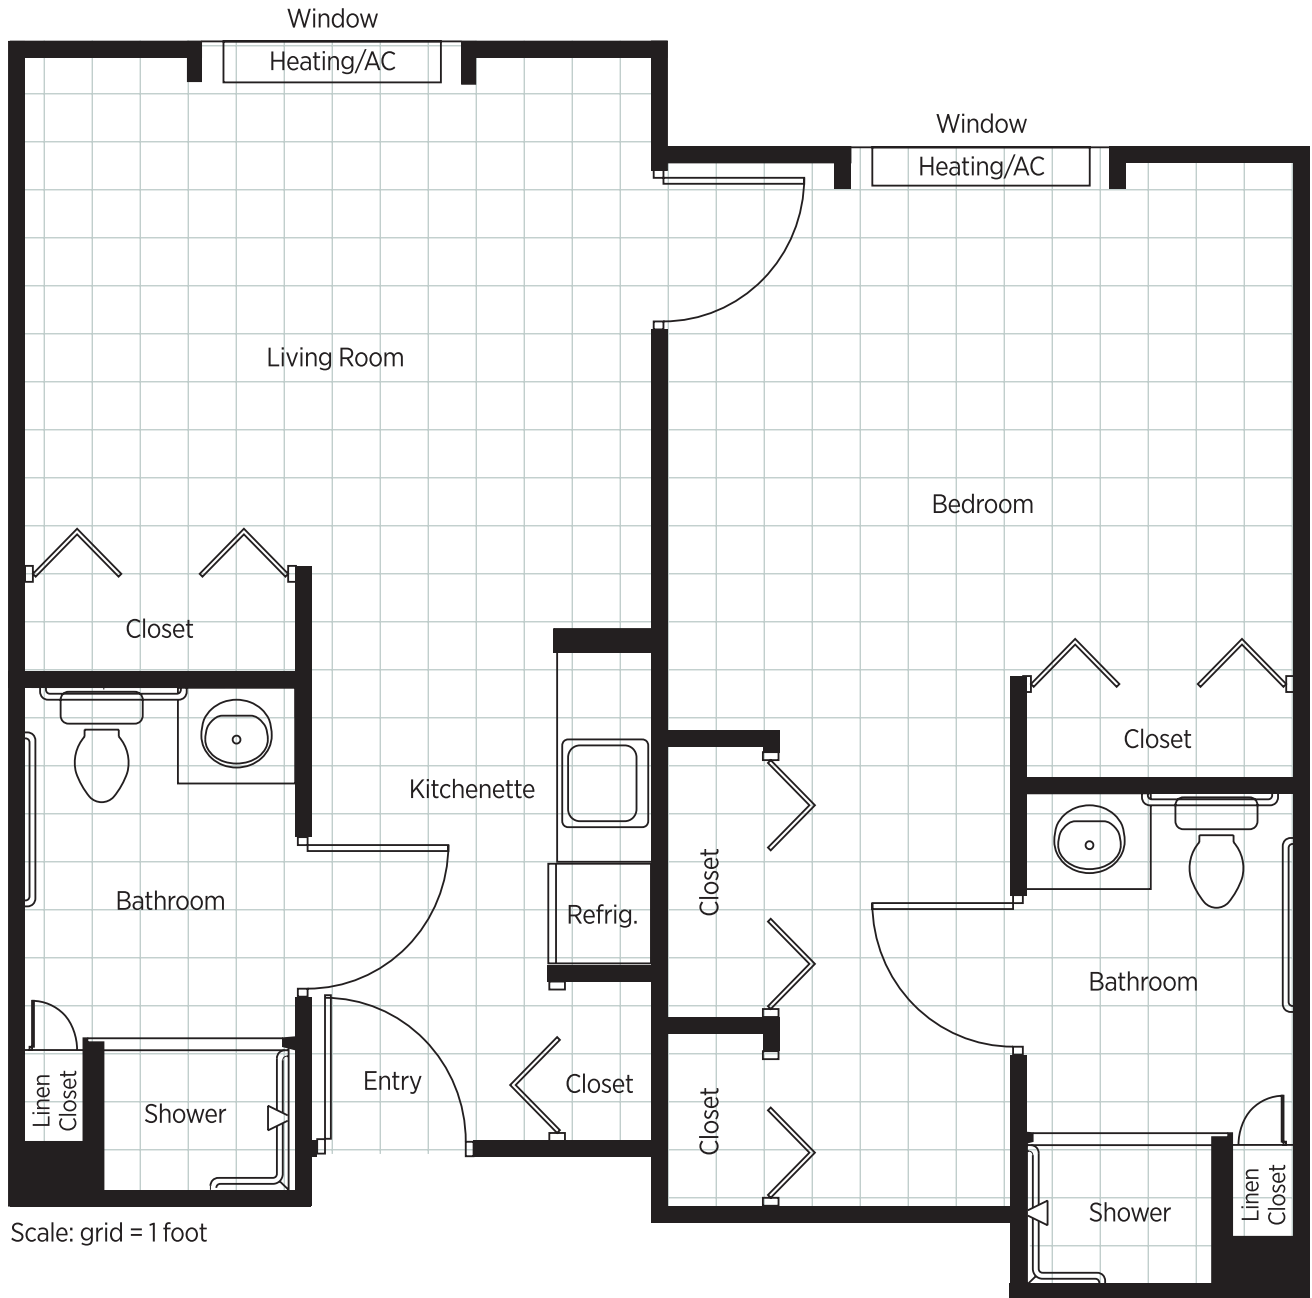 Window
Heating/AC
Window
Heating/AC
Living Room
Bedroom
Closet
Closet
Kitchenette
Closet
Bathroom
Refrig.
Bathroom
Entry
Closet
Closet
Linen
Closet
Shower
Shower
Linen
Closet
Scale: grid = 1 foot